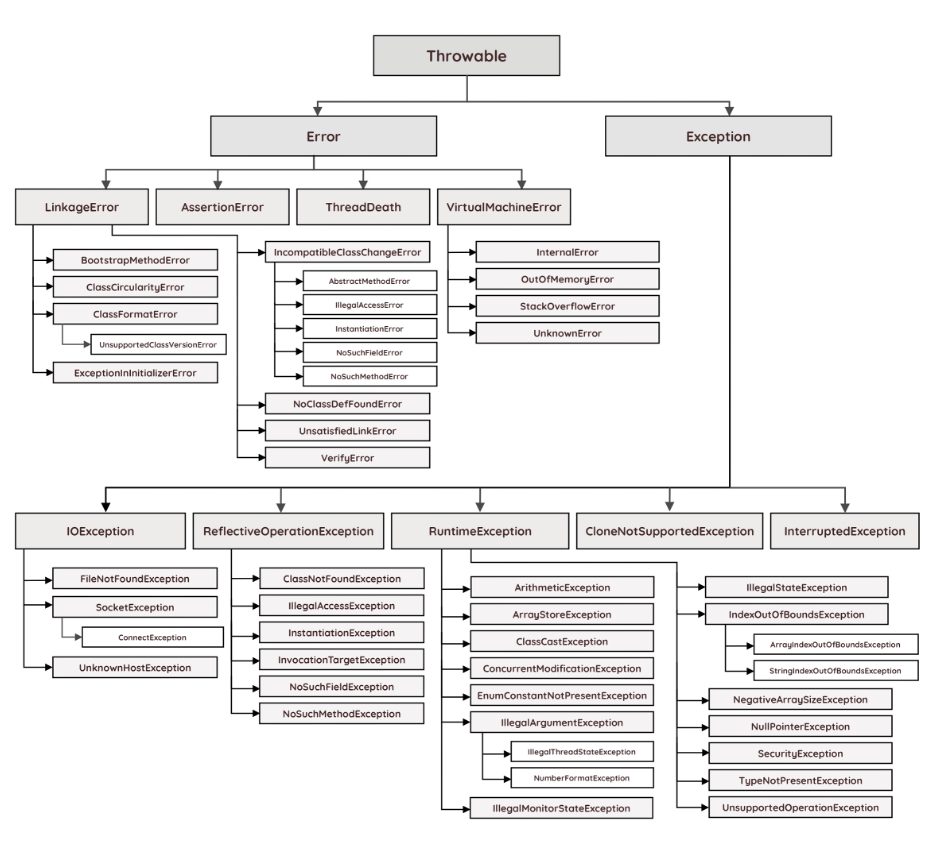 Throwable
Error
Exception
LinkageError
AssertionError
ThreadDeath
VirtualMachineError
BootstrapMethodError
ClassCircularityError
ClassFormatError
UnsupportedClassVersionError
ExceptionInInitializerError
IncompatibleClassChangeError
AbstractMethodError
IllegalAccessError
InstantiationError
NoSuchFieldError
NoSuchMethodError
NoClassDefFoundError
UnsatisfiedLinkError
VerifyError
InternalError
OutOfMemoryError
StackOverflowError
UnknownError
IOException
ReflectiveOperationException
RuntimeException
CloneNotSupportedException
InterruptedException
FileNotFoundException
SocketException
ConnectException
UnknownHostException
ClassNotFoundException
IllegalAccessException
InstantiationException
InvocationTargetException
NoSuchFieldException
NoSuchMethodException
ArithmeticException
ArrayStoreException
ClassCastException
ConcurrentModificationException
EnumConstantNotPresentException
IllegalArgumentException
IllegalThreadStateException
NumberFormatException
IllegalMonitorStateException
IllegalStateException
IndexOutOfBoundsException
ArrayIndexOutOfBoundsException
StringIndexOutOfBoundsException
NegativeArraySizeException
NullPointerException
SecurityException
TypeNotPresentException
UnsupportedOperationException